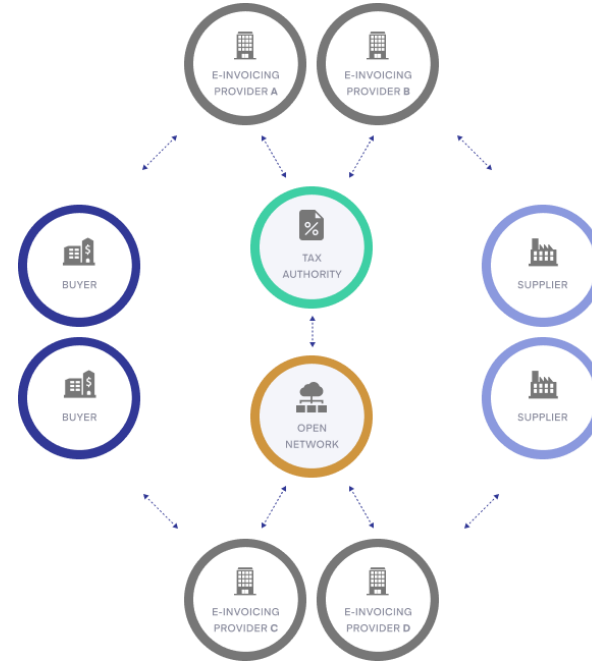 E-INVOICING
PROVIDER A
E-INVOICING
PROVIDER B
TAX
AUTHORITY
BUYER
SUPPLIER
BUYER
SUPPLIER
OPEN
NETWORK
E-INVOICING
PROVIDER C
E-INVOICING
PROVIDER D